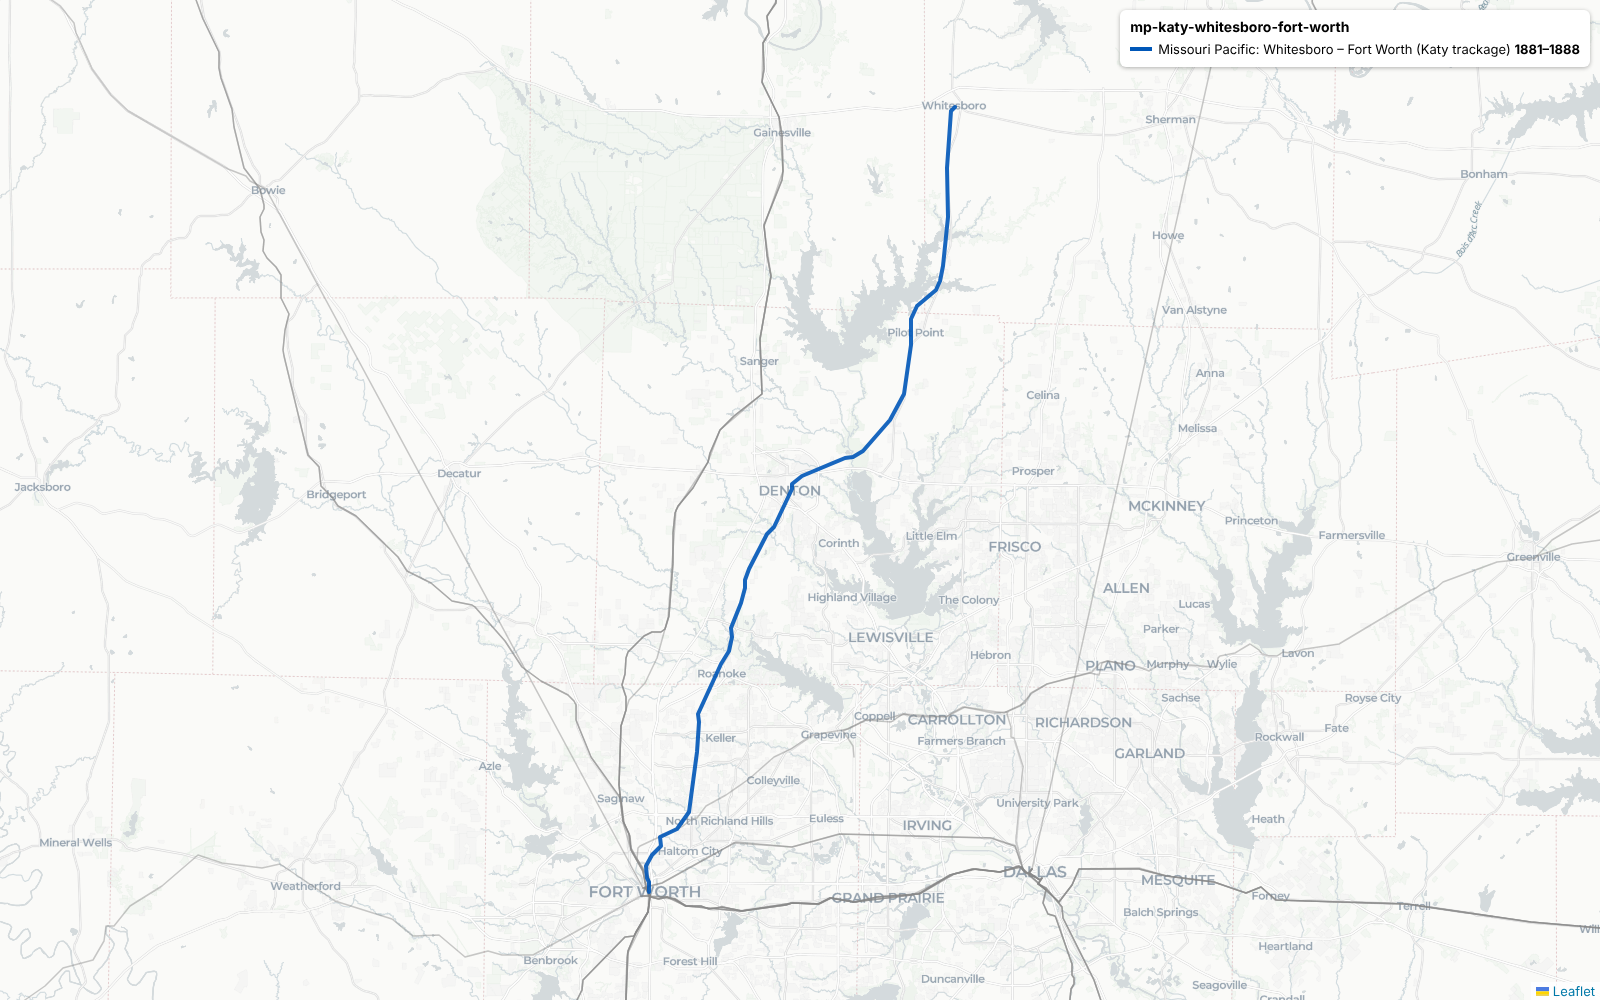 mp-katy-whitesboro-fort-worth
Missouri Pacific: Whitesboro – Fort Worth (Katy trackage) 1881–1888
Whitesboro
Sherman
Gainesville
Bonham
Bowie
Bois d'Arc Creek
Howe
Van Alstyne
Pilot Point
Sanger
Anna
Celina
Melissa
Decatur
Prosper
Jacksboro
Bridgeport
DENTON
MCKINNEY
Princeton
Little Elm
Farmersville
Corinth
FRISCO
Greenville
ALLEN
Highland Village
The Colony
Lucas
LEWISVILLE
Parker
Hebron
Lavon
PLANO
Murphy
Wylie
Roanoke
Sachse
Royse City
Coppell
CARROLLTON
RICHARDSON
Fate
Keller
Grapevine
Farmers Branch
Rockwall
GARLAND
Azle
Colleyville
Saginaw
University Park
North Richland Hills
Euless
IRVING
Heath
Mineral Wells
Haltom City
DALLAS
MESQUITE
Weatherford
FORT WORTH
GRAND PRAIRIE
Forney
Terrell
Balch Springs
Wil
Heartland
Benbrook
Forest Hill
Duncanville
Seagoville
Crandall
Leaflet